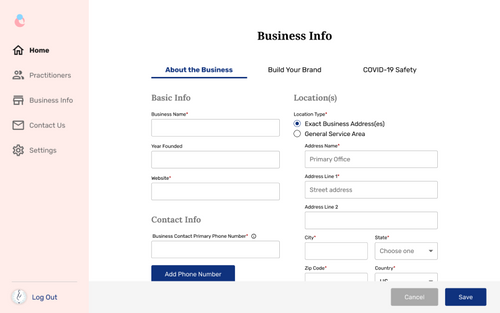 Home
Practitioners
Business Info
Contact Us
Settings
Log Out
Business Info
About the Business
Build Your Brand
COVID-19 Safety
Basic Info
Business Name*
Year Founded
Website*
Contact Info
Business Contact Primary Phone Number*
Add Phone Number
Location(s)
Location Type*
Exact Business Address(es)
General Service Area
Address Name*
Primary Office
Address Line 1*
Street address
Address Line 2
City*
State*
Choose one
Zip Code*
Country*
Cancel
Save